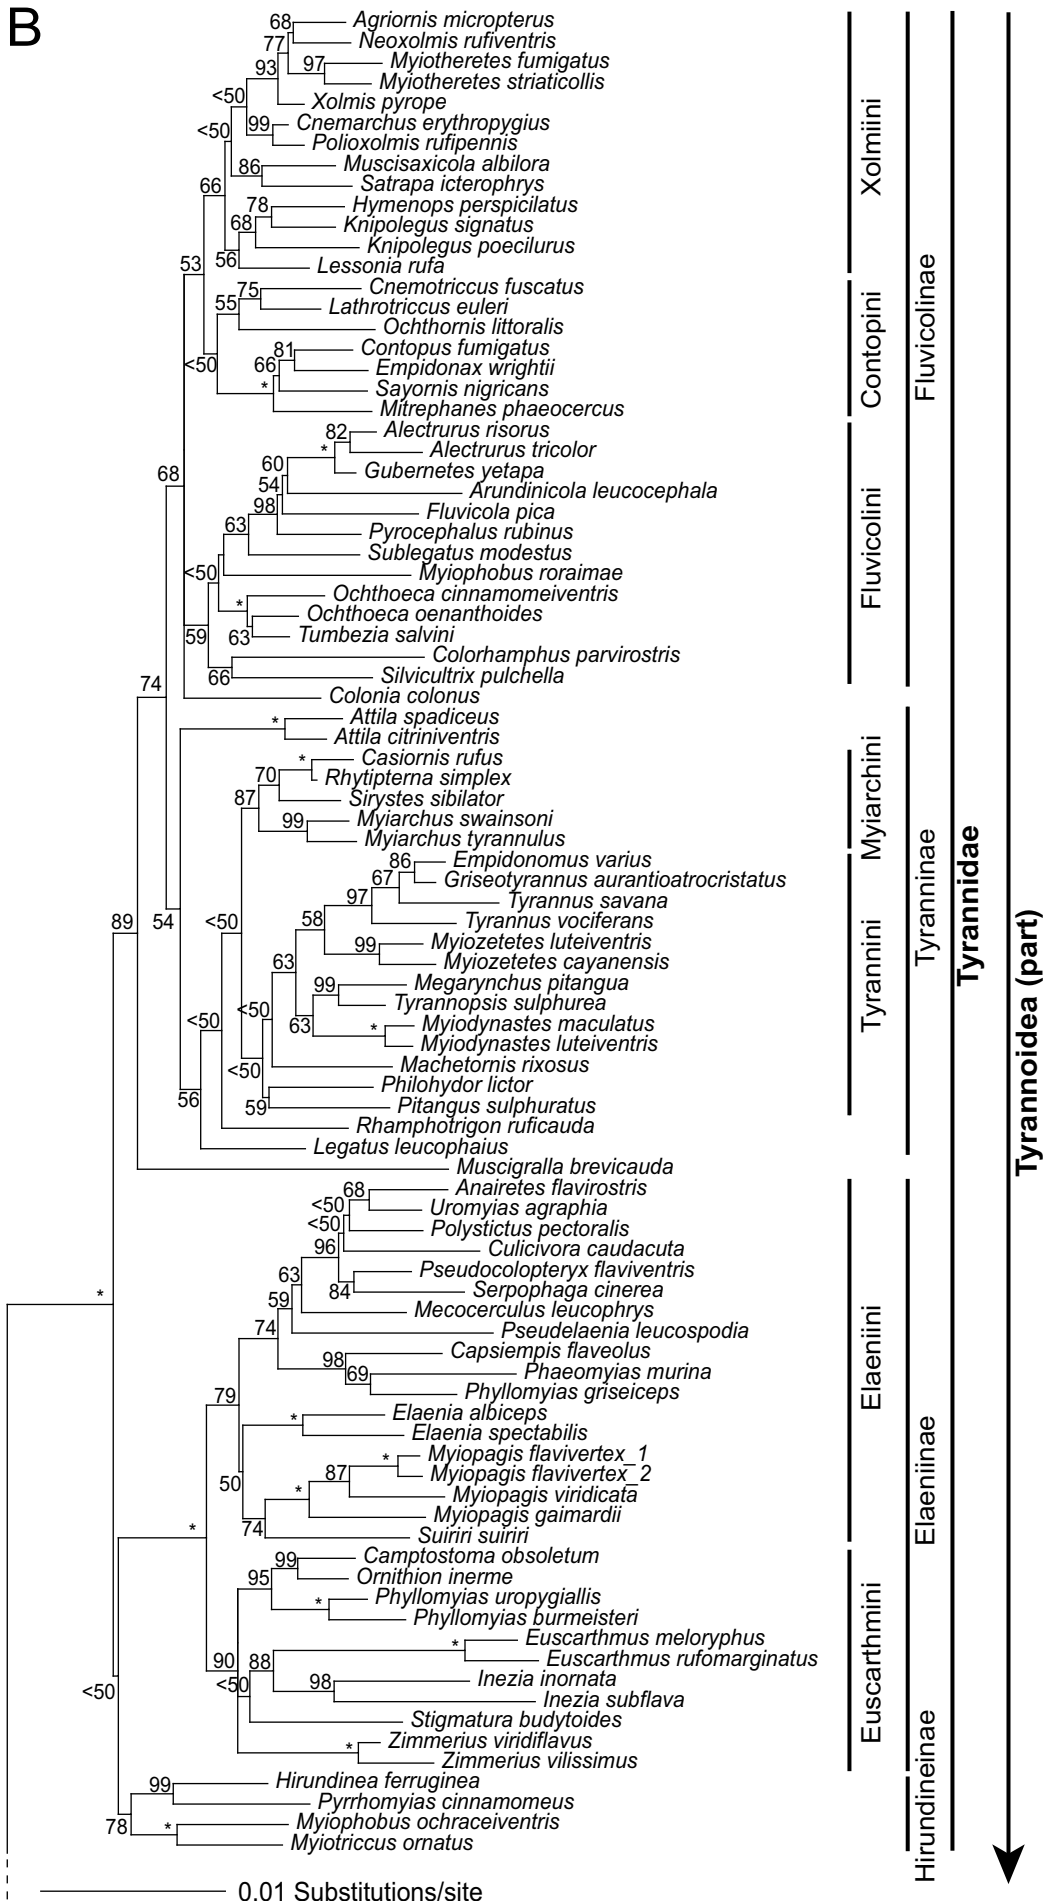 B
68 Agriornis micropterus
77 Neoxolmis rufiventris
97 Myiotheretes fumigatus
93 Myiotheretes striaticollis
<50 Xolmis pyrope
99 Cnemarchus erythropygius
<50 Polioxolmis rufipennis
86 Muscisaxicola albilora
66 Satrapa icterophrys
78 Hymenops perspicilatus
68 Knipolegus signatus
Knipolegus poecilurus
53 56 Lessonia rufa
75 Cnemotriccus fuscatus
55 Lathrotriccus euleri
Ochthornis littoralis
81 Contopus fumigatus
<50 66 Empidonax wrightii
* Sayornis nigricans
Mitrephanes phaeocercus
82 Alectrurus risorus
* Alectrurus tricolor
68 60 Gubernetes yetapa
54 Arundinicola leucocephala
98 Fluvicola pica
63 Pyrocephalus rubinus
Sublegatus modestus
<50 Myiophobus roraimae
* Ochthoeca cinnamomeiventris
Ochthoeca oenanthoides
59 63 Tumbezia salvini
Colorhamphus parvirostris
66 Silvicultrix pulchella
74 Colonia colonus
* Attila spadiceus
Attila citriniventris
* Casiornis rufus
70 Rhytipterna simplex
87 Sirystes sibilator
99 Myiarchus swainsoni
Myiarchus tyrannulus
86 Empidonomus varius
67 Griseotyrannus aurantioatrocristatus
97 Tyrannus savana
89 54 <50 58 Tyrannus vociferans
99 Myiozetetes luteiventris
63 Myiozetetes cayanensis
99 Megarynchus pitangua
<50 Tyrannopsis sulphurea
<50 63 * Myiodynastes maculatus
Myiodynastes luteiventris
<50 Machetornis rixosus
Philohydor lictor
56 59 Pitangus sulphuratus
Rhamphotrigon ruficauda
Legatus leucophaius
Muscigralla brevicauda
68 Anairetes flavirostris
<50 Uromyias agraphia
<50 Polystictus pectoralis
96 Culicivora caudacuta
63 Pseudocolopteryx flaviventris
84 Serpophaga cinerea
* 59 Mecocerculus leucophrys
74 Pseudelaenia leucospodia
98 Capsiempis flaveolus
69 Phaeomyias murina
79 Phyllomyias griseiceps
* Elaenia albiceps
Elaenia spectabilis
* Myiopagis flavivertex_1
50 87 Myiopagis flavivertex_2
* Myiopagis viridicata
Myiopagis gaimardii
* 74 Suiriri suiriri
99 Camptostoma obsoletum
95 Ornithion inerme
* Phyllomyias uropygiallis
Phyllomyias burmeisteri
* Euscarthmus meloryphus
90 88 Euscarthmus rufomarginatus
<50 <50 98 Inezia inornata
Inezia subflava
Stigmatura budytoides
* Zimmerius viridiflavus
Zimmerius vilissimus
99 Hirundinea ferruginea
Pyrrhomyias cinnamomeus
78 * Myiophobus ochraceiventris
Myiotriccus ornatus
0.01 Substitutions/site
Xolmiini
Contopini
Fluvicolini
Myiarchini
Tyrannini
Elaeniini
Euscarthmini
Fluvicolinae
Tyranninae
Elaeniinae
Hirundineinae
Tyrannidae
Tyrannoidea (part)